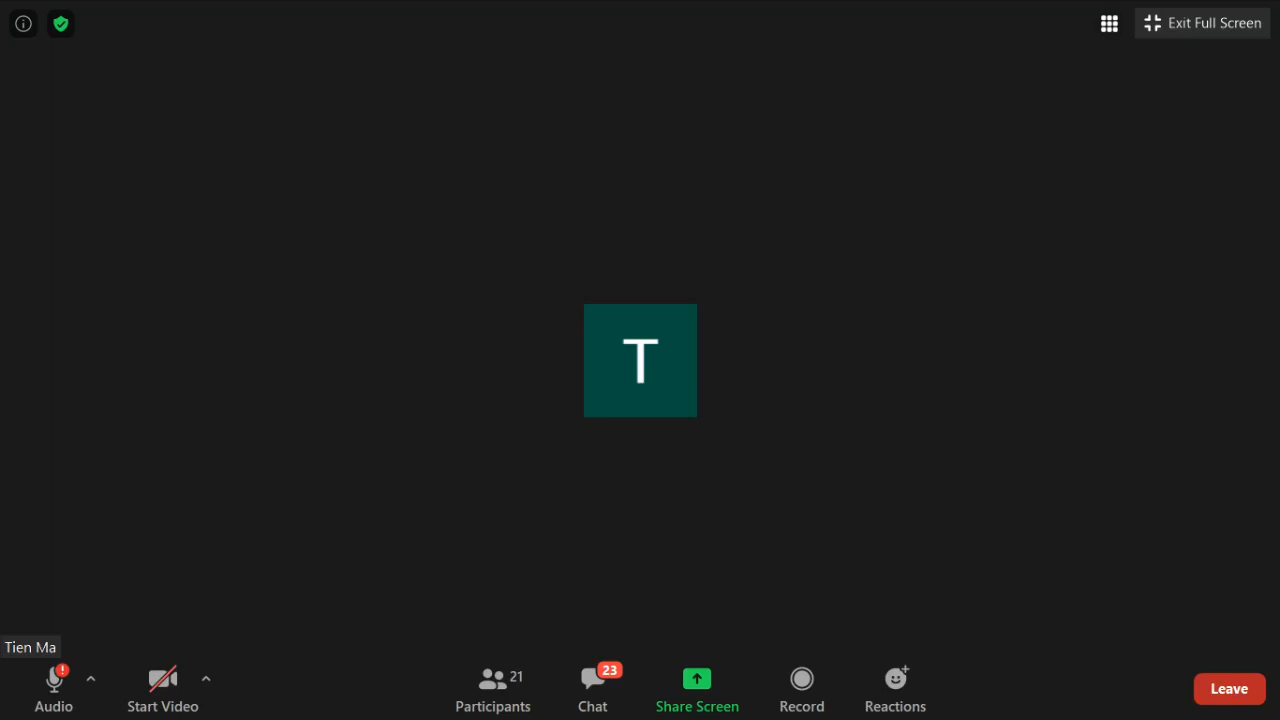 Exit Full Screen
T
Tien Ma
Audio
Start Video
21
Participants
23
Chat
Share Screen
Record
Reactions
Leave